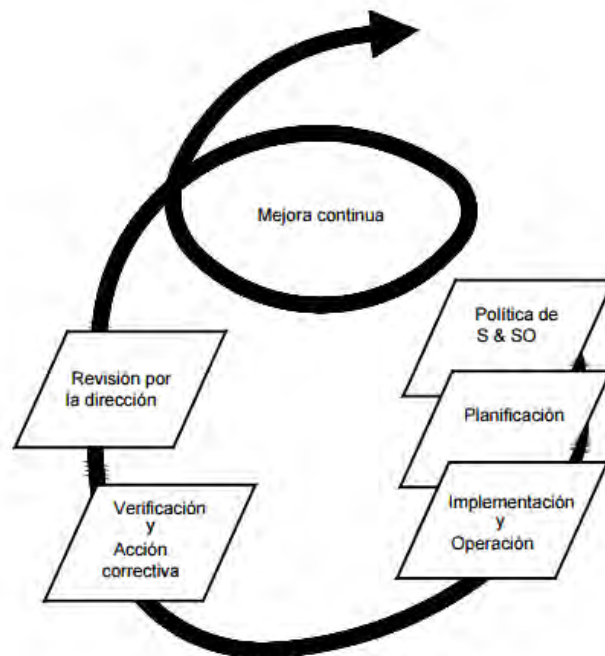 Mejora continua
Política de
S & SO
Revisión por
la dirección
Planificación
Verificación
y
Acción
correctiva
Implementación
y
Operación